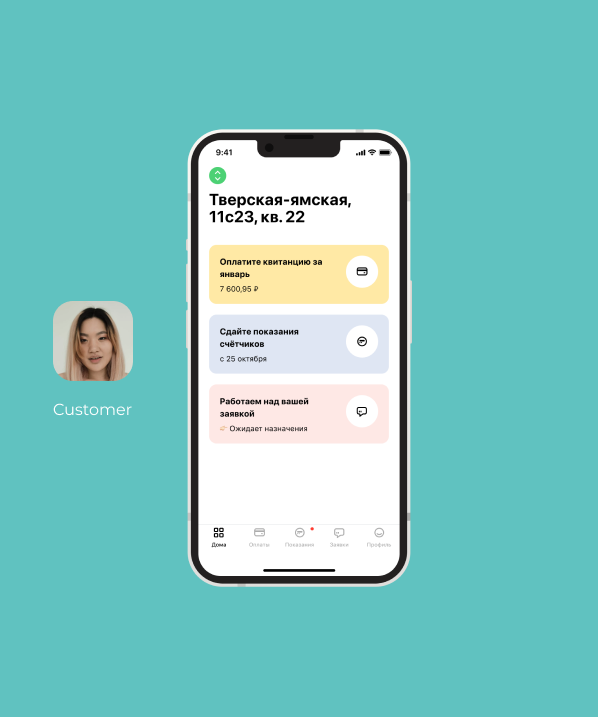 9:41
Тверская-ямская,
11с23, кв. 22
Оплатите квитанцию за
январь
7 600,95 ₽
Сдайте показания
счётчиков
с 25 октября
Работаем над вашей
заявкой
Ожидает назначения
Customer
Дома
Оплаты
Показания
Заявки
Профиль